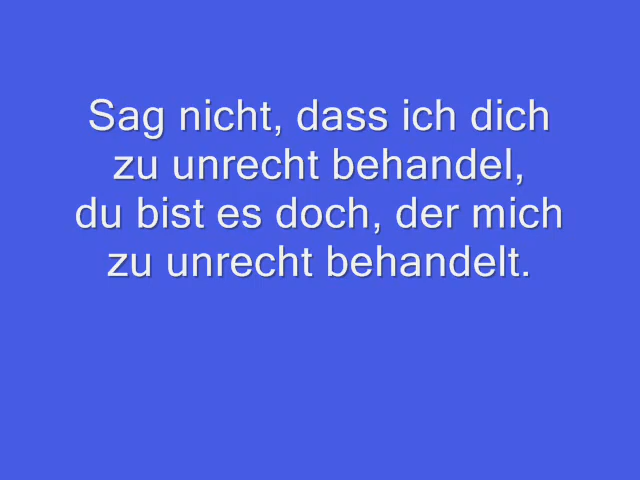 Sag nicht, dass ich dich
zu unrecht behandel,
du bist es doch, der mich
zu unrecht behandelt.